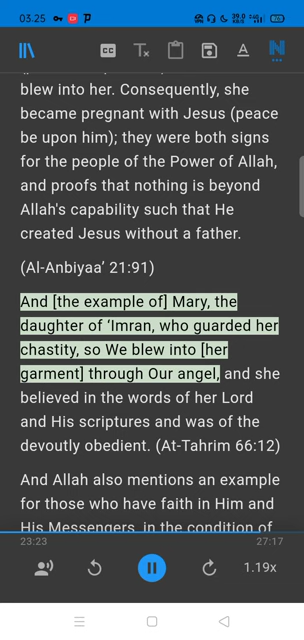 03.25
blew into her. Consequently, she
became pregnant with Jesus (peace
be upon him); they were both signs
for the people of the Power of Allah,
and proofs that nothing is beyond
Allah's capability such that He
created Jesus without a father.
(Al-Anbiyaa’ 21:91)
And [the example of] Mary, the
daughter of ‘Imran, who guarded her
chastity, so We blew into [her
garment] through Our angel, and she
believed in the words of her Lord
and His scriptures and was of the
devoutly obedient. (At-Tahrim 66:12)
And Allah also mentions an example
for those who have faith in Him and
His Messengers, in the condition of
23:23 27:17
1.19x